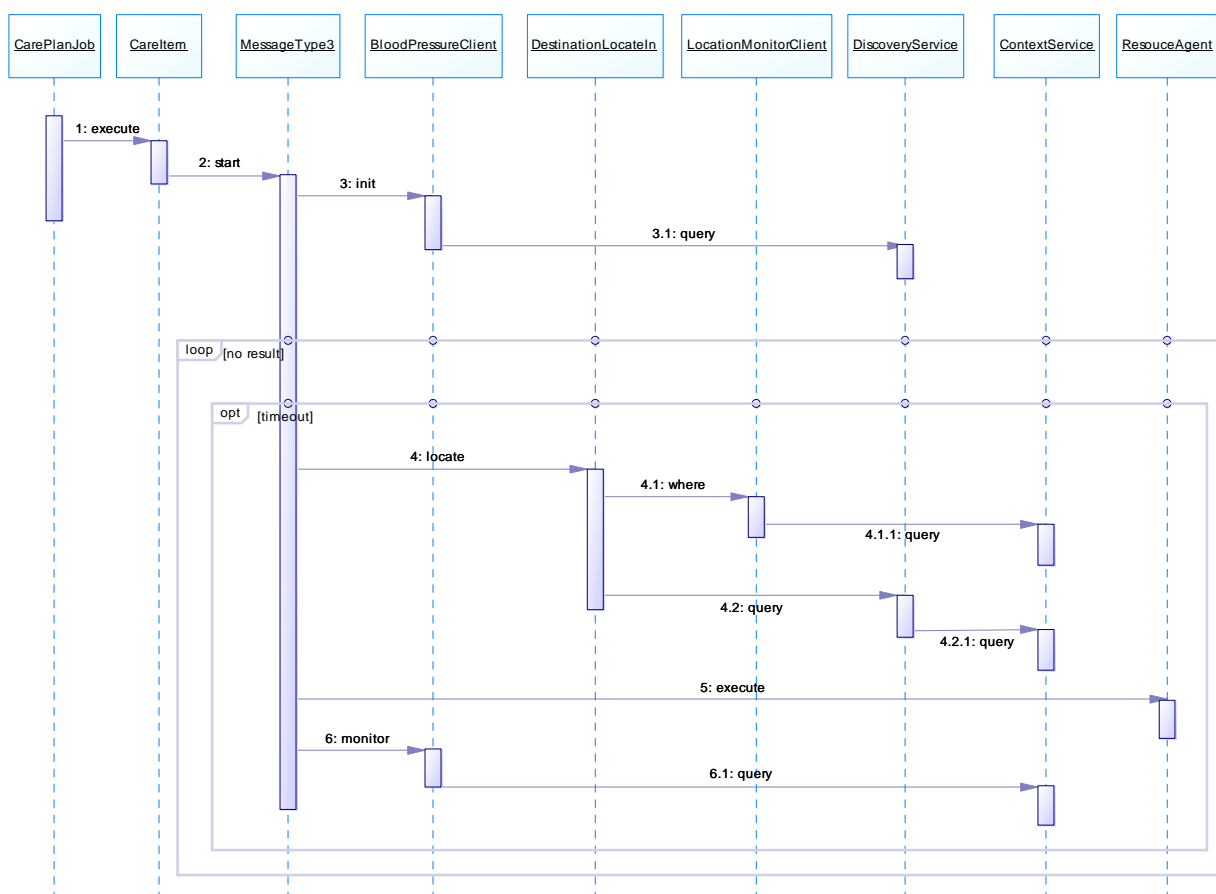 CarePlanJob
CareItem
MessageType3
BloodPressureClient
DestinationLocateIn
LocationMonitorClient
DiscoveryService
ContextService
ResouceAgent
1: execute
2: start
3: init
3.1: query
loop
[no result]
opt
[timeout]
4: locate
4.1: where
4.1.1: query
4.2: query
4.2.1: query
5: execute
6: monitor
6.1: query